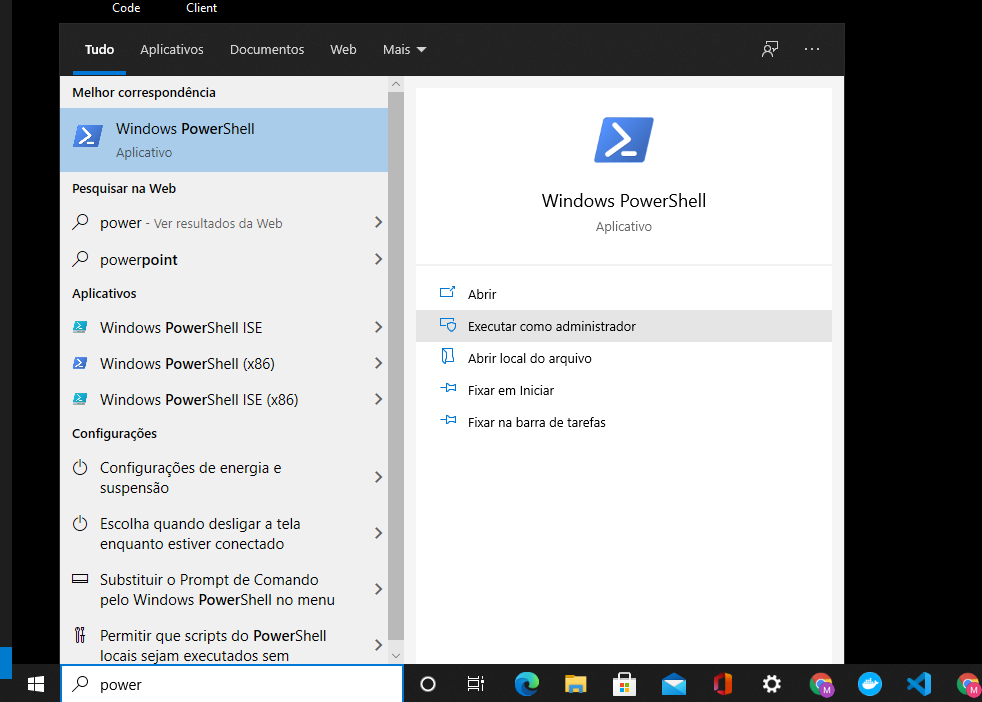 Code Client
Tudo Aplicativos Documentos Web Mais
Melhor correspondência
Windows PowerShell
Aplicativo
Pesquisar na Web
power - Ver resultados da Web
powerpoint
Aplicativos
Windows PowerShell ISE
Windows PowerShell (x86)
Windows PowerShell ISE (x86)
Configurações
Configurações de energia e
suspensão
Escolha quando desligar a tela
enquanto estiver conectado
Substituir o Prompt de Comando
pelo Windows PowerShell no menu
Permitir que scripts do PowerShell
locais sejam executados sem
Windows PowerShell
Aplicativo
Abrir
Executar como administrador
Abrir local do arquivo
Fixar em Iniciar
Fixar na barra de tarefas
power
M
M